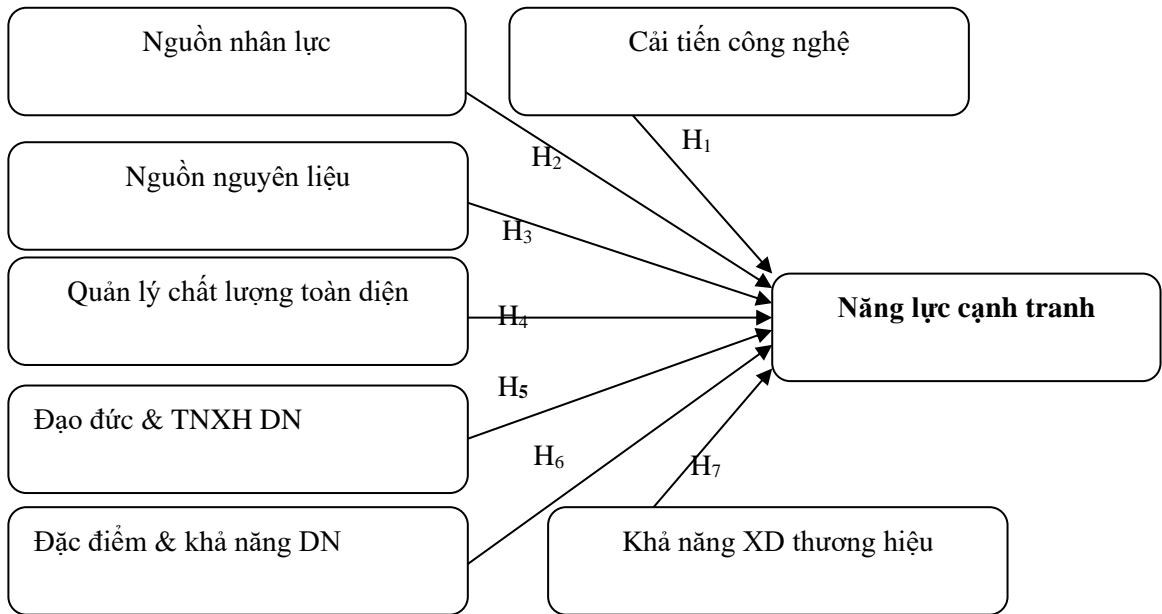 Nguồn nhân lực
Cải tiến công nghệ
H₁
H₂
Nguồn nguyên liệu
H₃
Quản lý chất lượng toàn diện
H₄
Năng lực cạnh tranh
H₅
Đạo đức & TNXH DN
H₆
H₇
Đặc điểm & khả năng DN
Khả năng XD thương hiệu